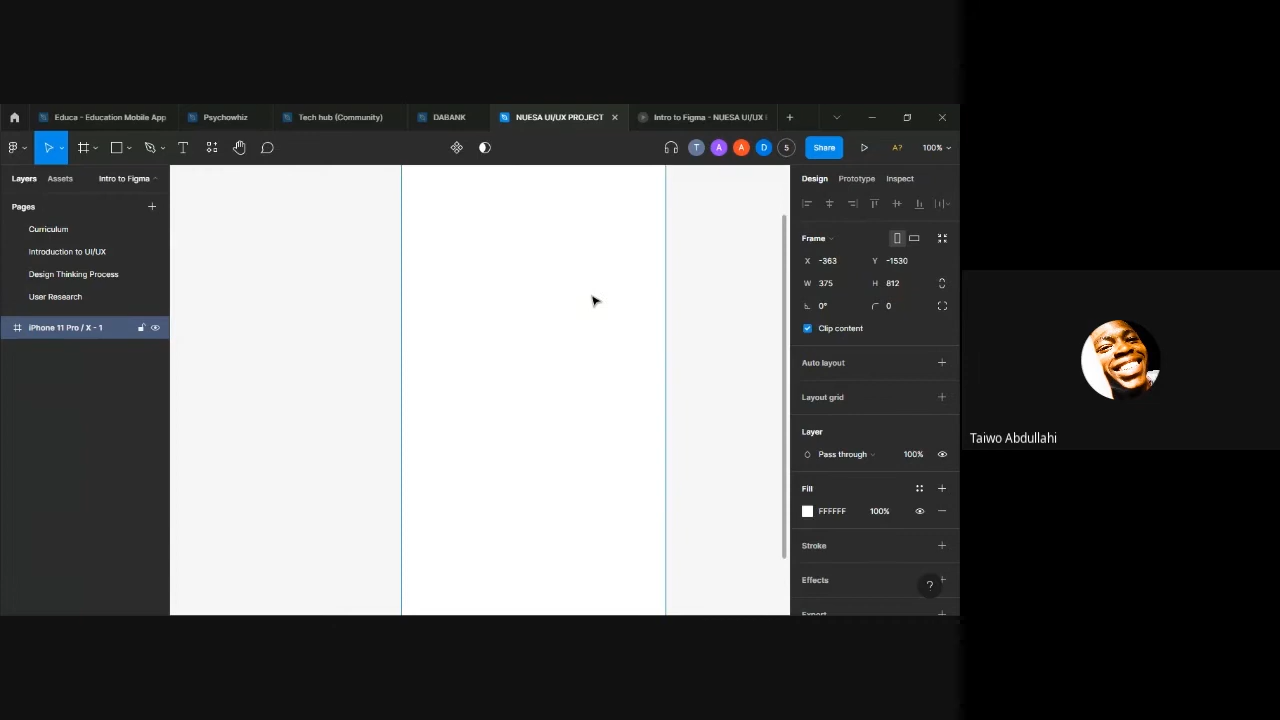 Educa - Education Mobile App
Psychowhiz
Tech hub (Community)
DABANK
NUESA UI/UX PROJECT
Intro to Figma - NUESA UI/UX
T A A D 5
Share
A?
100%
Layers
Assets
Intro to Figma
Design
Prototype
Inspect
Pages
Curriculum
Introduction to UI/UX
Design Thinking Process
User Research
iPhone 11 Pro / X - 1
Frame
X -363 Y -1530
W 375 H 812
0° 0
Clip content
Auto layout
Layout grid
Layer
Pass through 100%
Fill
FFFFFF 100%
Stroke
Effects
?
Export
Taiwo Abdullahi